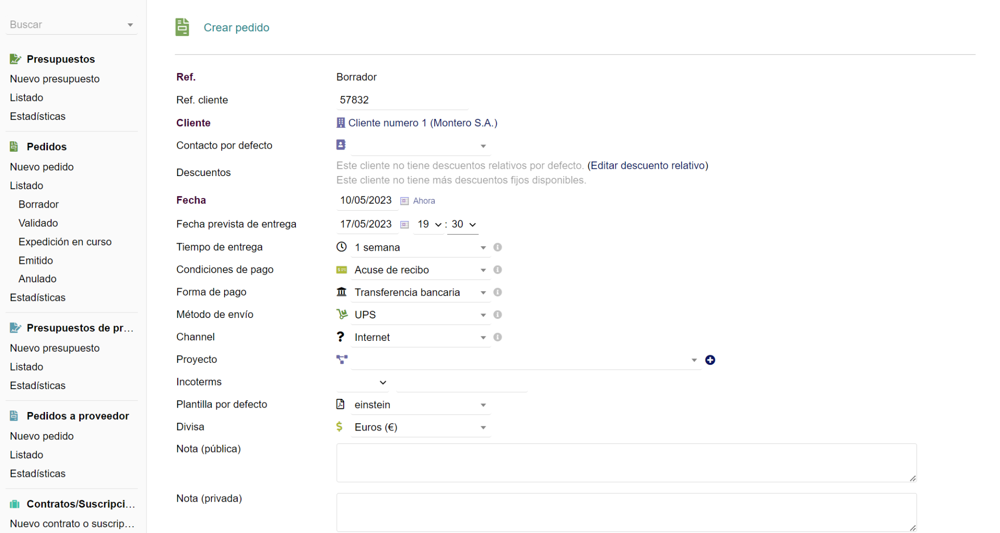 Buscar
Presupuestos
Nuevo presupuesto
Listado
Estadísticas
Pedidos
Nuevo pedido
Listado
Borrador
Validado
Expedición en curso
Emitido
Anulado
Estadísticas
Presupuestos de pr...
Nuevo presupuesto
Listado
Estadísticas
Pedidos a proveedor
Nuevo pedido
Listado
Estadísticas
Contratos/Suscripci...
Nuevo contrato o suscrip...
Crear pedido
Ref. Borrador
Ref. cliente 57832
Cliente Cliente numero 1 (Montero S.A.)
Contacto por defecto
Descuentos
Este cliente no tiene descuentos relativos por defecto. (Editar descuento relativo)
Este cliente no tiene más descuentos fijos disponibles.
Fecha 10/05/2023 Ahora
Fecha prevista de entrega 17/05/2023 19 : 30
Tiempo de entrega 1 semana
Condiciones de pago Acuse de recibo
Forma de pago Transferencia bancaria
Método de envío UPS
Channel ? Internet
Proyecto
Incoterms
Plantilla por defecto einstein
Divisa $ Euros (€)
Nota (pública)
Nota (privada)